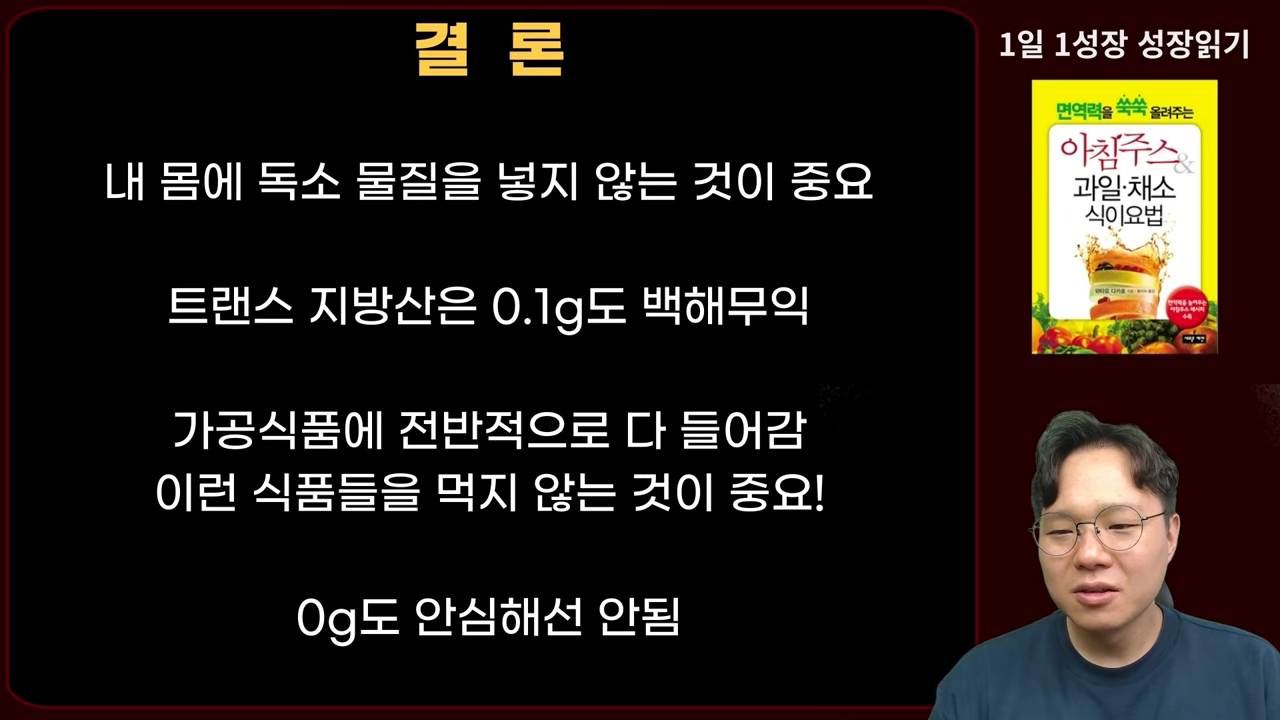 결 론
내 몸에 독소 물질을 넣지 않는 것이 중요
트랜스 지방산은 0.1g도 백해무익
가공식품에 전반적으로 다 들어감
이런 식품들을 먹지 않는 것이 중요!
0g도 안심해선 안됨
1일 1성장 성장읽기
면역력을 쑥쑥 올려주는
아침주스&
과일·채소
식이요법